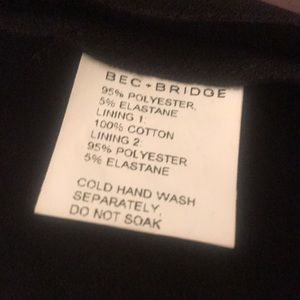 BEC + BRIDGE
95% POLYESTER,
5% ELASTANE
LINING 1:
100% COTTON
LINING 2:
95% POLYESTER
5% ELASTANE
COLD HAND WASH
SEPARATELY,
DO NOT SOAK